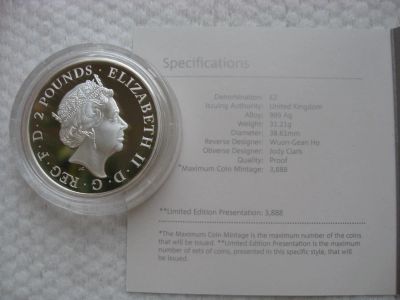 ELIZABETH II · D · G · REG · F · D · 2 POUNDS ·
JC
Specifications
Denomination: £2
Issuing Authority: United Kingdom
Alloy: 999 Ag
Weight: 31.21g
Diameter: 38.61mm
Reverse Designer: Wuon-Gean Ho
Obverse Designer: Jody Clark
Quality: Proof
*Maximum Coin Mintage: 3,888
**Limited Edition Presentation: 3,888
*The Maximum Coin Mintage is the maximum number of the coins
that will be issued. **Limited Edition Presentation is the maximum
number of sets of coins, presented in this specific style, that will
be issued.